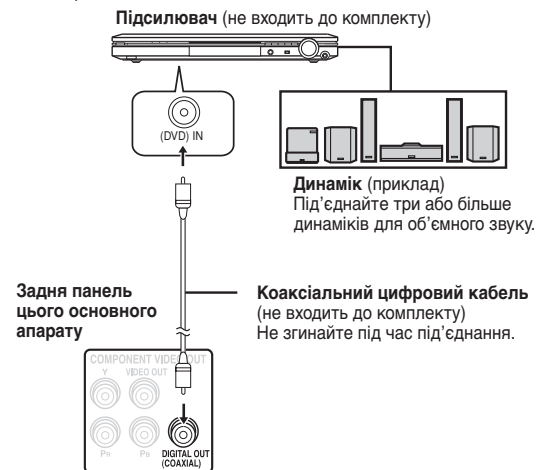 Підсилювач (не входить до комплекту)
(DVD) IN
Динамік (приклад)
Під'єднайте три або більше
динаміків для об'ємного звуку.
Задня панель
цього основного
апарату
Коаксіальний цифровий кабель
(не входить до комплекту)
Не згинайте під час під'єднання.
COMPONENT VIDEO OUT
Y VIDEO OUT
PR PB DIGITAL OUT
(COAXIAL)